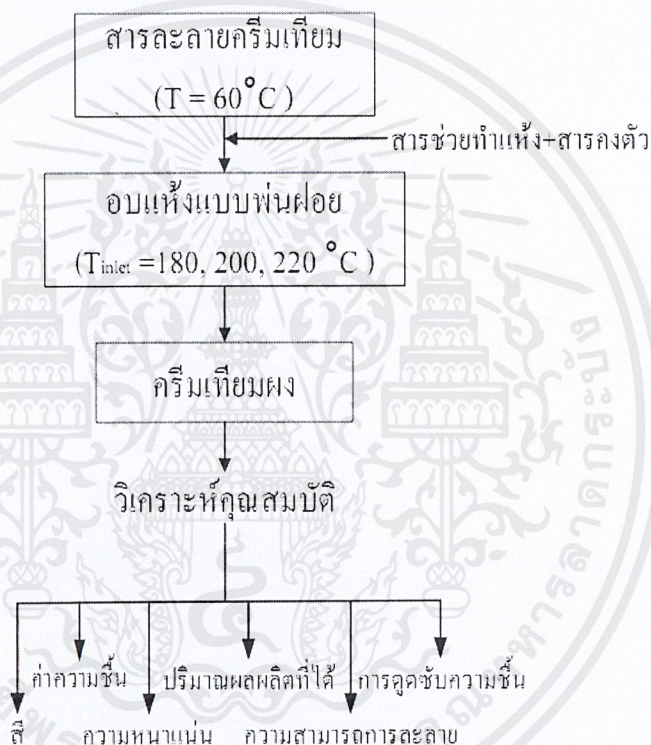 สารละลายครีมเทียม
(T = 60°C )
สารช่วยทำแห้ง+สารคงตัว
อบแห้งแบบพ่นฝอย
(Tinlet =180, 200, 220 °C )
ครีมเทียมผง
วิเคราะห์คุณสมบัติ
ค่าความชื้น ปริมาณผลผลิตที่ได้ การดูดซับความชื้น
สี ความหนาแน่น ความสามารถการละลาย